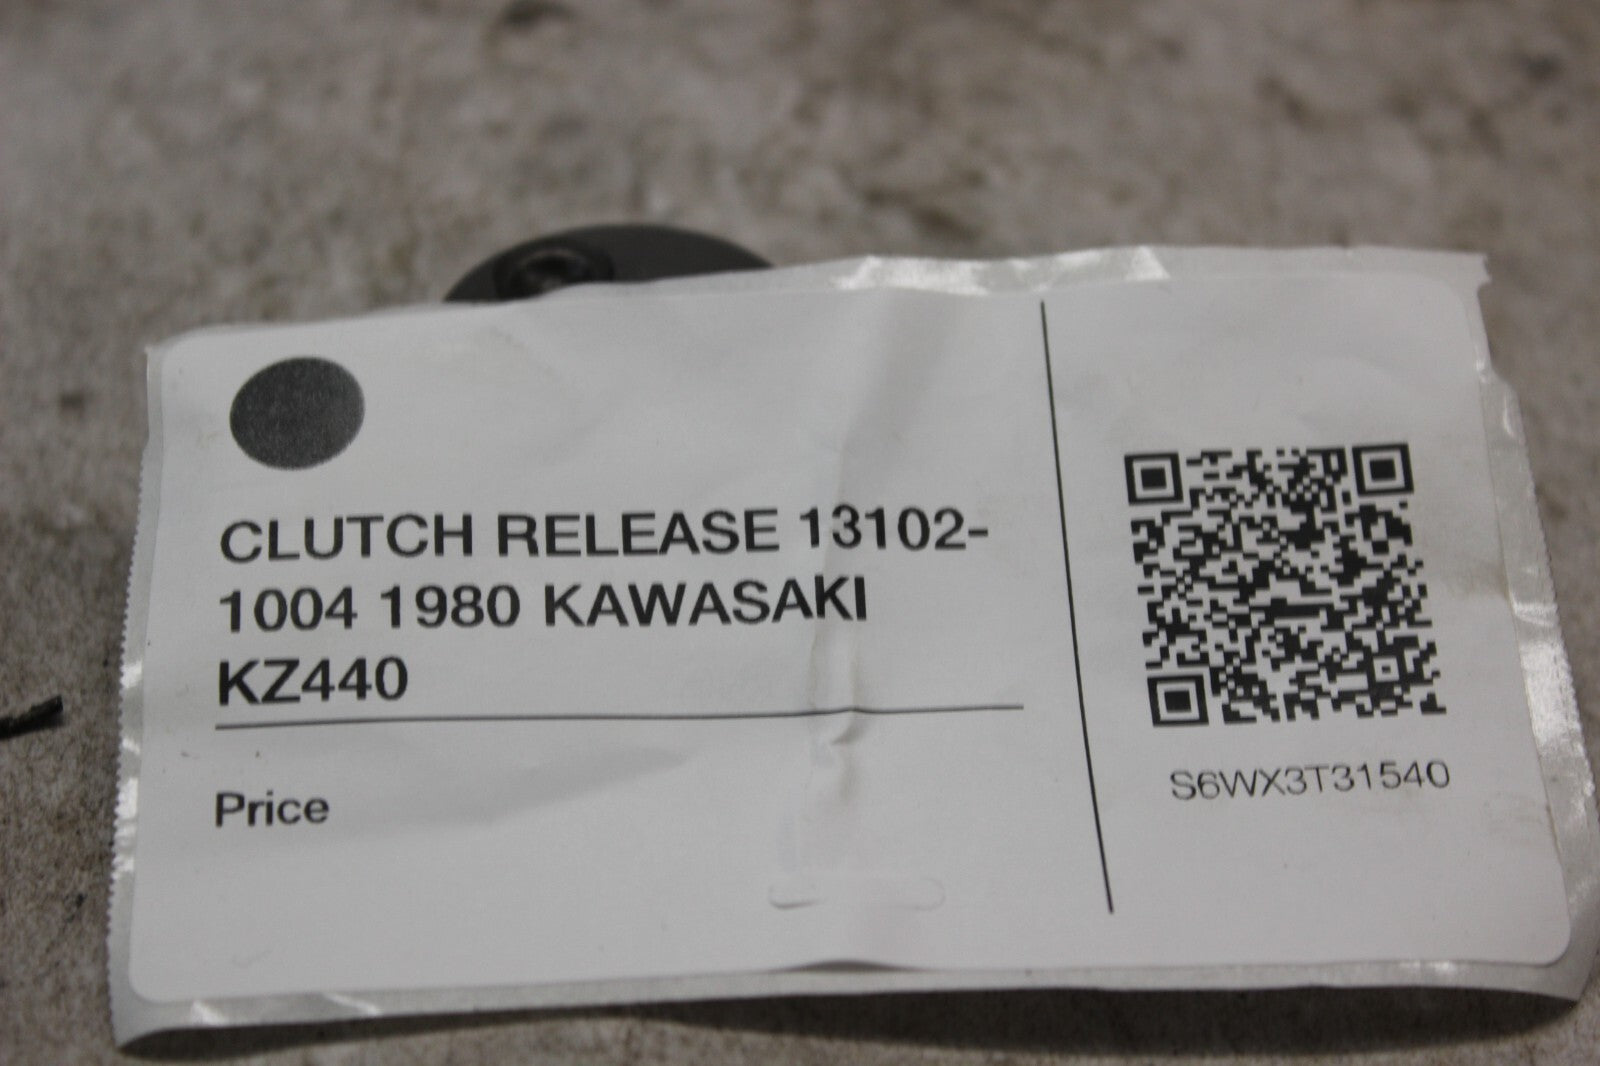 CLUTCH RELEASE 13102-
1004 1980 KAWASAKI
KZ440
Price
S6WX3T31540